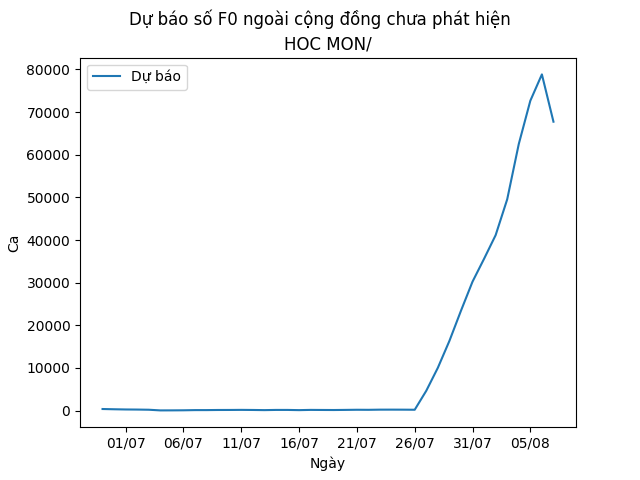 Dự báo số F0 ngoài cộng đồng chưa phát hiện
HOC MON/
Dự báo
80000
70000
60000
50000
40000
30000
20000
10000
0
Ca
01/07 06/07 11/07 16/07 21/07 26/07 31/07 05/08
Ngày